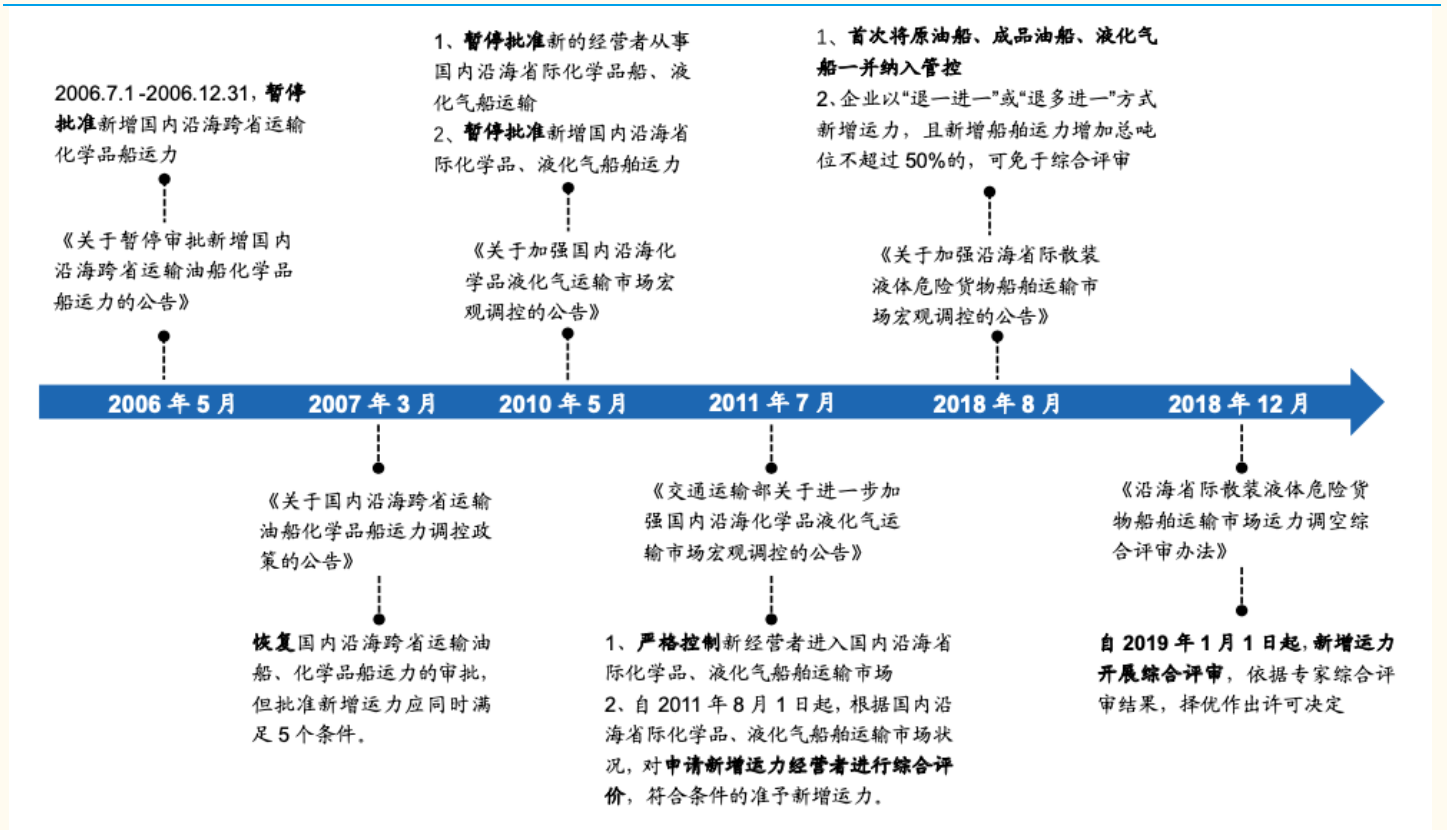 2006.7.1 -2006.12.31, 暂停
批准新增国内沿海跨省运输
化学品船运力
《关于暂停审批新增国内
沿海跨省运输油船化学品
船运力的公告》
1、暂停批准新的经营者从事
国内沿海省际化学品船、液
化气船运输
2、暂停批准新增国内沿海省
际化学品、液化气船舶运力
《关于加强国内沿海化
学品液化气运输市场宏
观调控的公告》
1、首次将原油船、成品油船、液化气
船一并纳入管控
2、企业以“退一进一”或“退多进一”方式
新增运力，且新增船舶运力增加总吨
位不超过 50%的，可免于综合评审
《关于加强沿海省际散装
液体危险货物船舶运输市
场宏观调控的公告》
2006 年 5 月
2007 年 3 月
2010 年 5 月
2011 年 7 月
2018 年 8 月
2018 年 12 月
《关于国内沿海跨省运输
油船化学品船运力调控政
策的公告》
恢复国内沿海跨省运输油
船、化学品船运力的审批，
但批准新增运力应同时满
足 5 个条件。
《交通运输部关于进一步加
强国内沿海化学品液化气运
输市场宏观调控的公告》
1、严格控制新经营者进入国内沿海省
际化学品、液化气船舶运输市场
2、自 2011 年 8 月 1 日起，根据国内沿
海省际化学品、液化气船舶运输市场状
况，对申请新增运力经营者进行综合评
价，符合条件的准予新增运力。
《沿海省际散装液体危险货
物船舶运输市场运力调空综
合评审办法》
自 2019 年 1 月 1 日起，新增运力
开展综合评审，依据专家综合评
审结果，择优作出许可决定